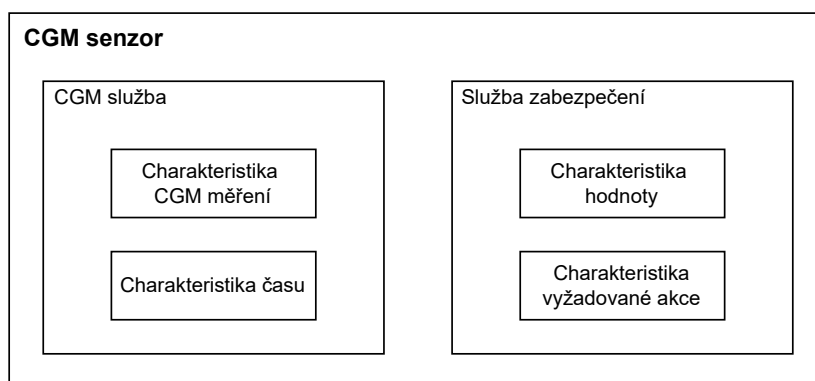 CGM senzor
CGM služba
Charakteristika
CGM měření
Charakteristika času
Služba zabezpečení
Charakteristika
hodnoty
Charakteristika
vyžadované akce